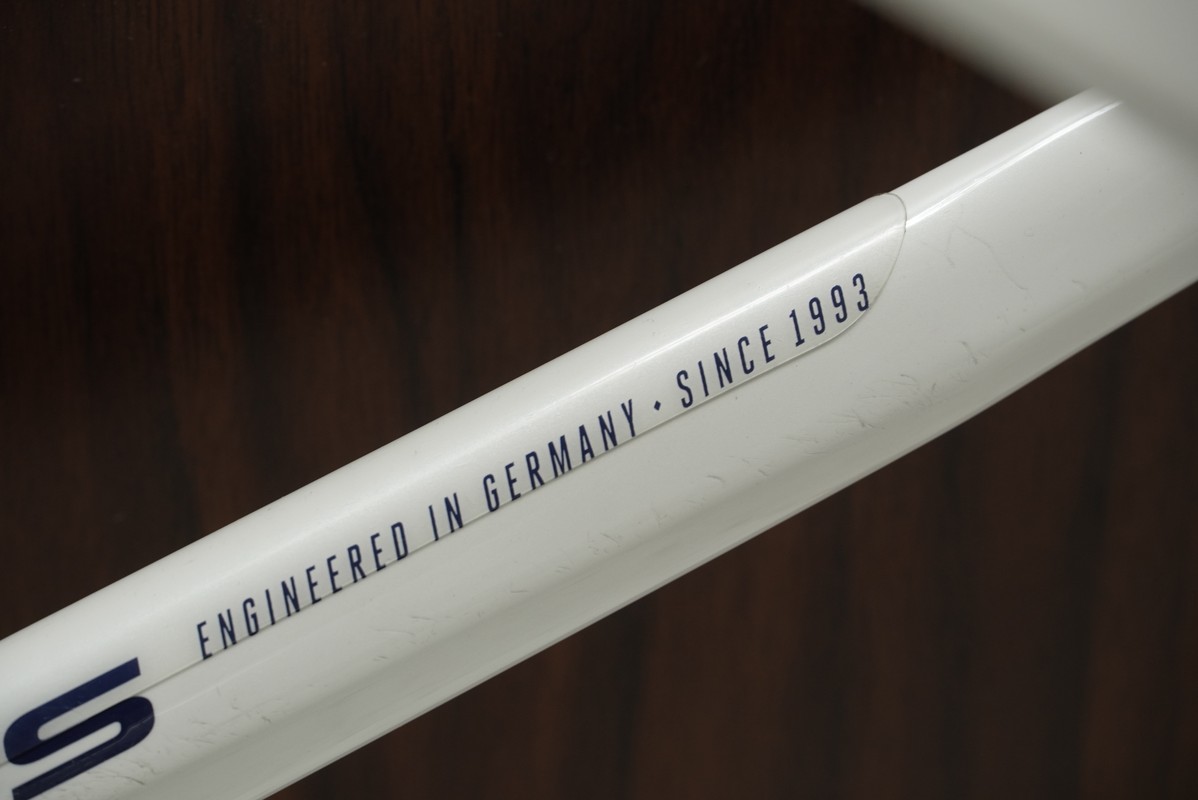 S
ENGINEERED IN GERMANY · SINCE 1993